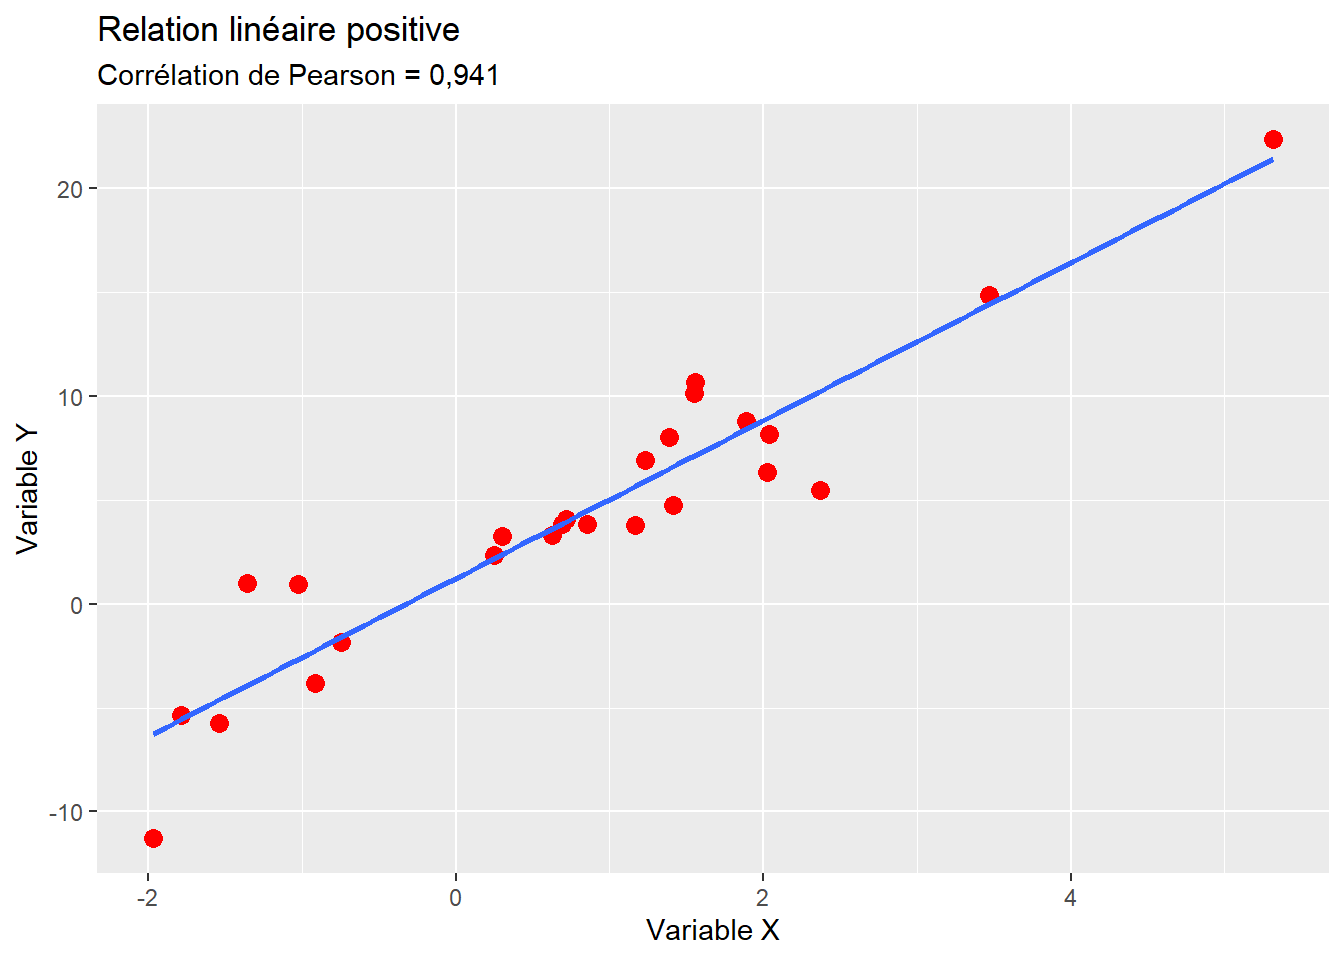 Relation linéaire positive
Corrélation de Pearson = 0,941
20
10
0
-10
Variable Y
-2
0
2
4
Variable X